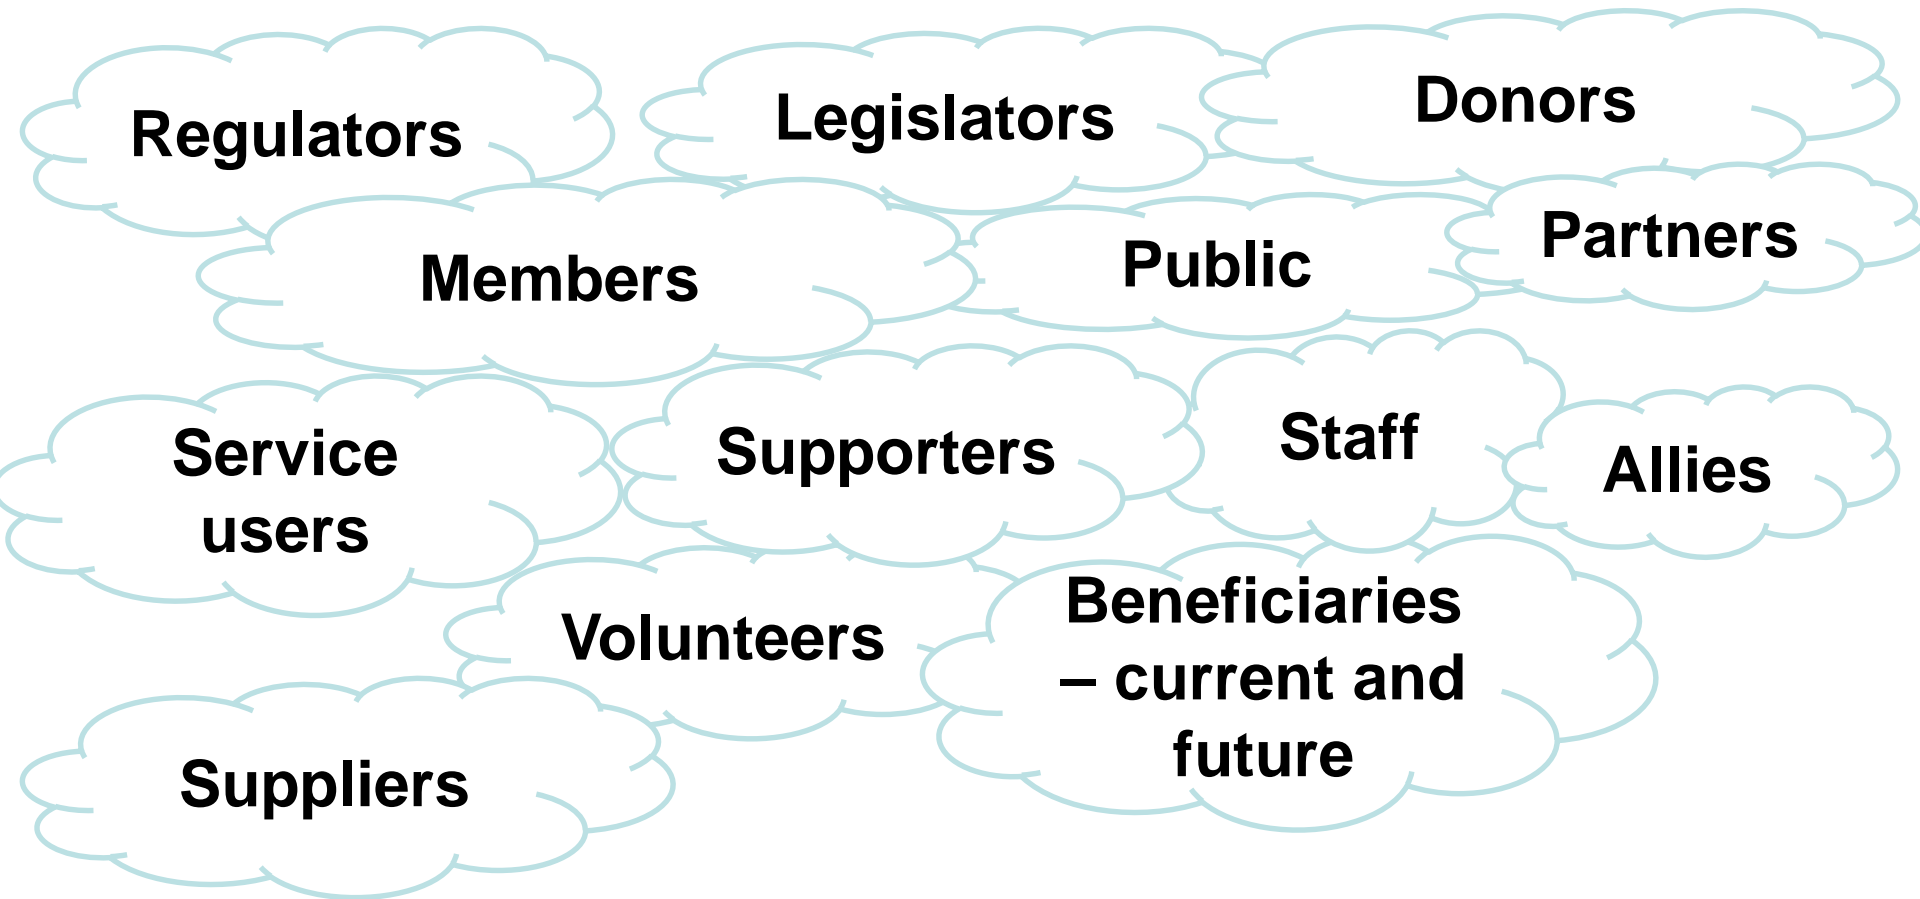 Regulators
Legislators
Donors
Members
Public
Partners
Service
users
Supporters
Staff
Allies
Volunteers
Beneficiaries
– current and
future
Suppliers